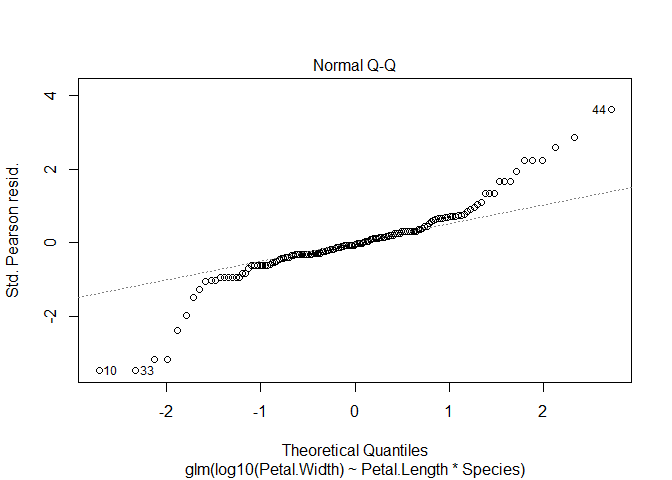 Normal Q-Q
Std. Pearson resid.
4
2
0
-2
44
10
33
-2 -1 0 1 2
Theoretical Quantiles
glm(log10(Petal.Width) ~ Petal.Length * Species)